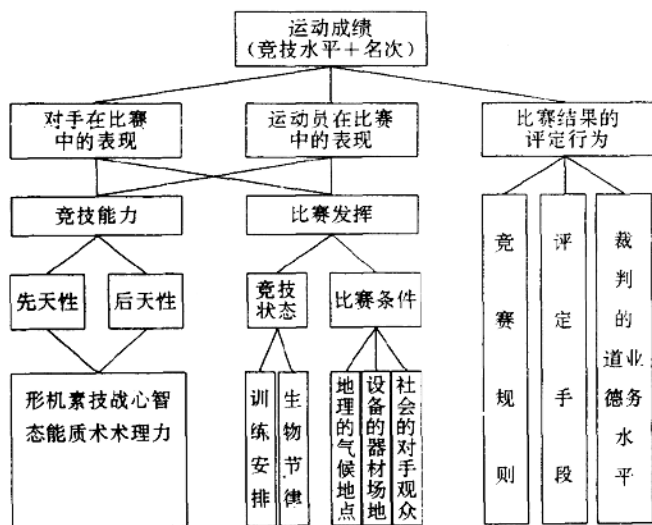 运动成绩
（竞技水平＋名次）
对手在比赛
中的表现
运动员在比赛
中的表现
比赛结果的
评定行为
竞技能力
比赛发挥
先天性
后天性
竞技
状态
比赛条件
形机素技战心智
态能质术术理力
训练安排
生物节律
地理的气候地点
设备的器材场地
社会的对手观众
竞赛规则
评定手段
裁判的道德业务水平